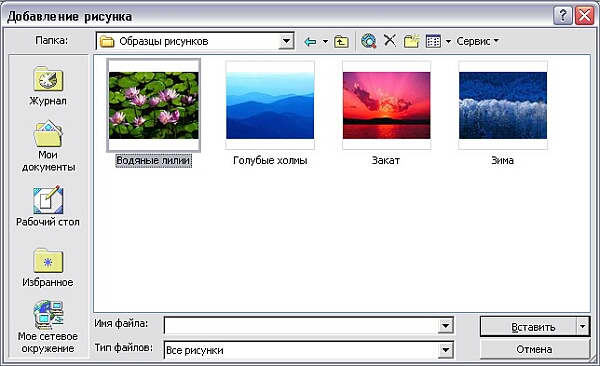 Добавление рисунка
Папка:
Образцы рисунков
Сервис
Журнал
Мои
документы
Рабочий стол
Избранное
Мое сетевое
окружение
Водяные лилии
Голубые холмы
Закат
Зима
Имя файла:
Вставить
Тип файлов:
Все рисунки
Отмена